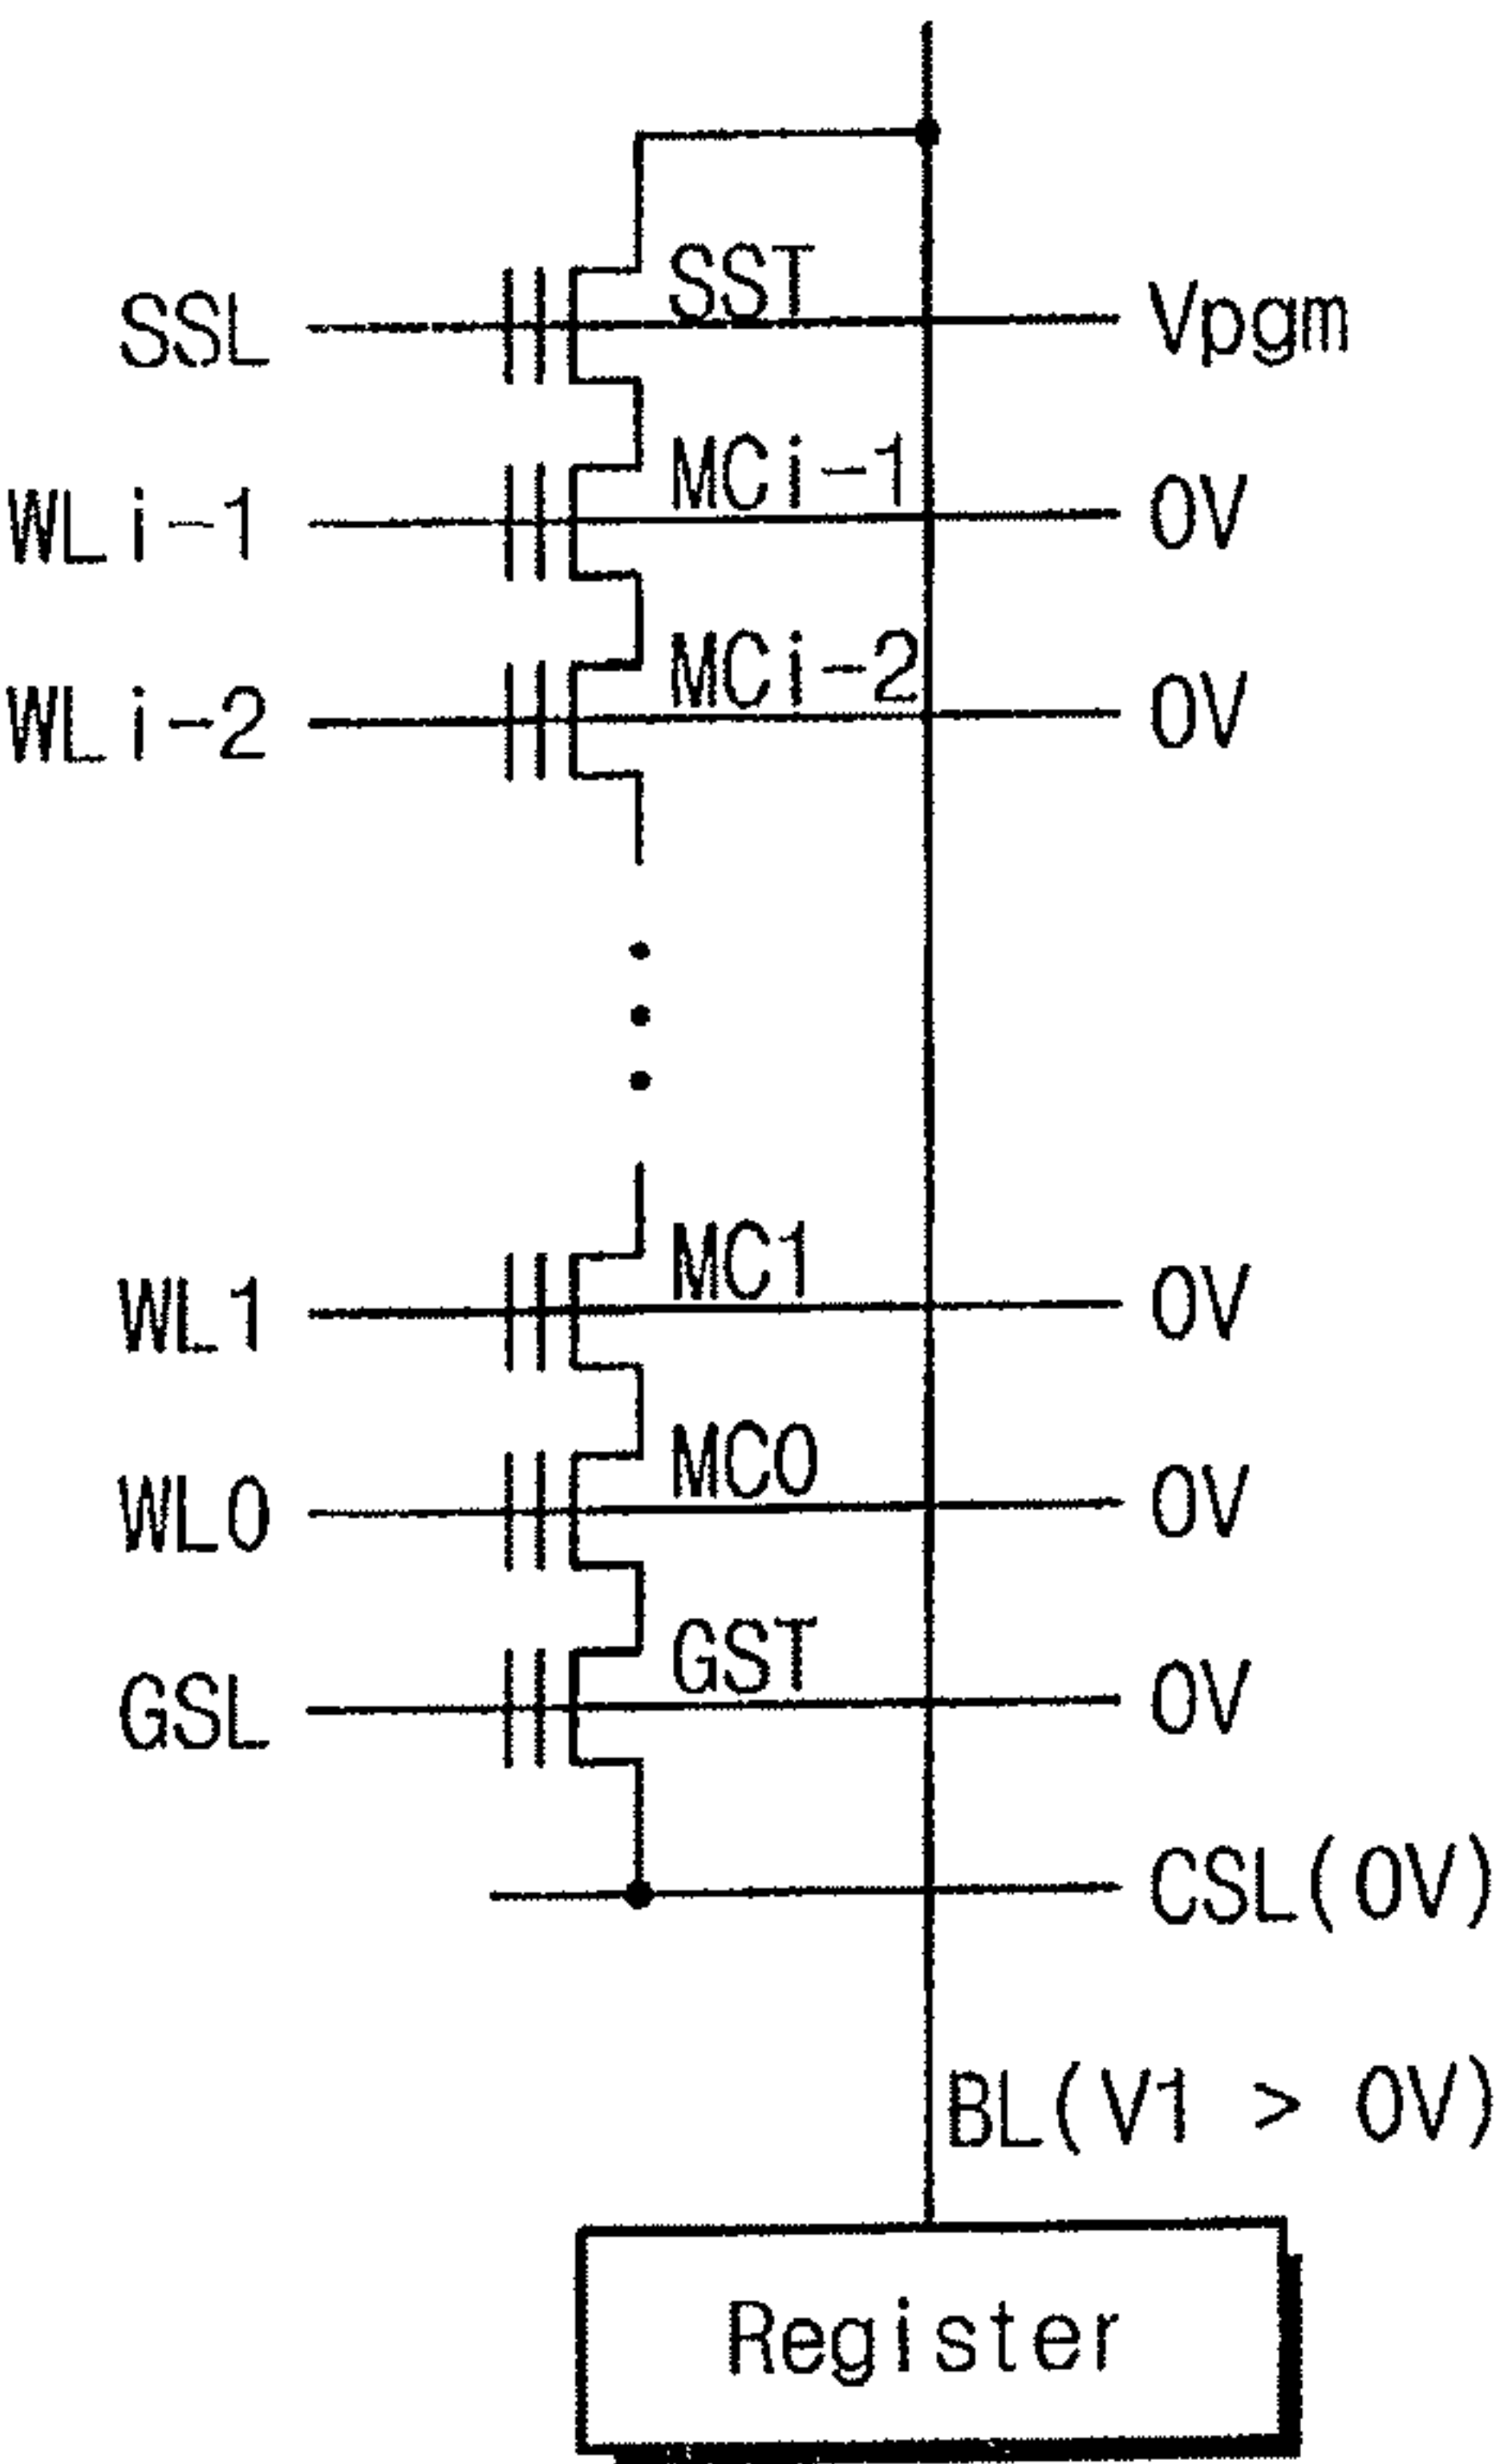 SSL SST Vpgm
WLi-1 MCi-1 0V
WLi-2 MCi-2 0V
WL1 MC1 0V
WL0 MC0 0V
GSL GST 0V
CSL(0V)
BL(V1 > 0V)
Register